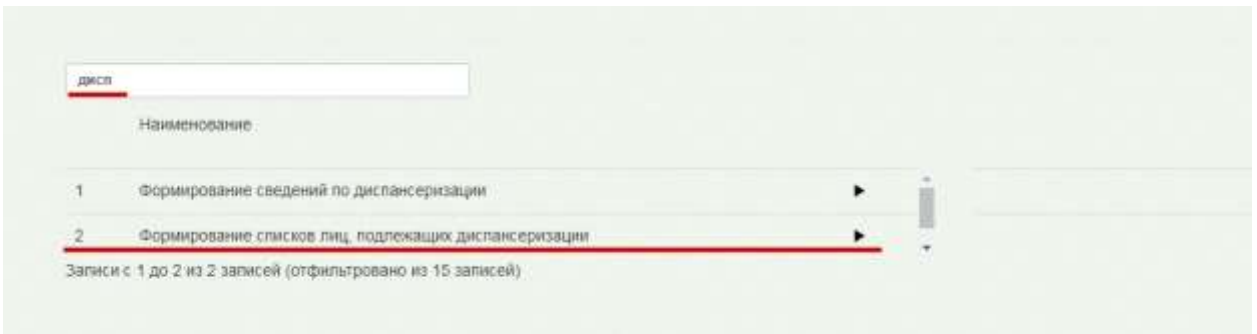 дисп
Наименование
1 Формирование сведений по диспансеризации
2 Формирование списков лиц, подлежащих диспансеризации
Записи с 1 до 2 из 2 записей (отфильтровано из 15 записей)